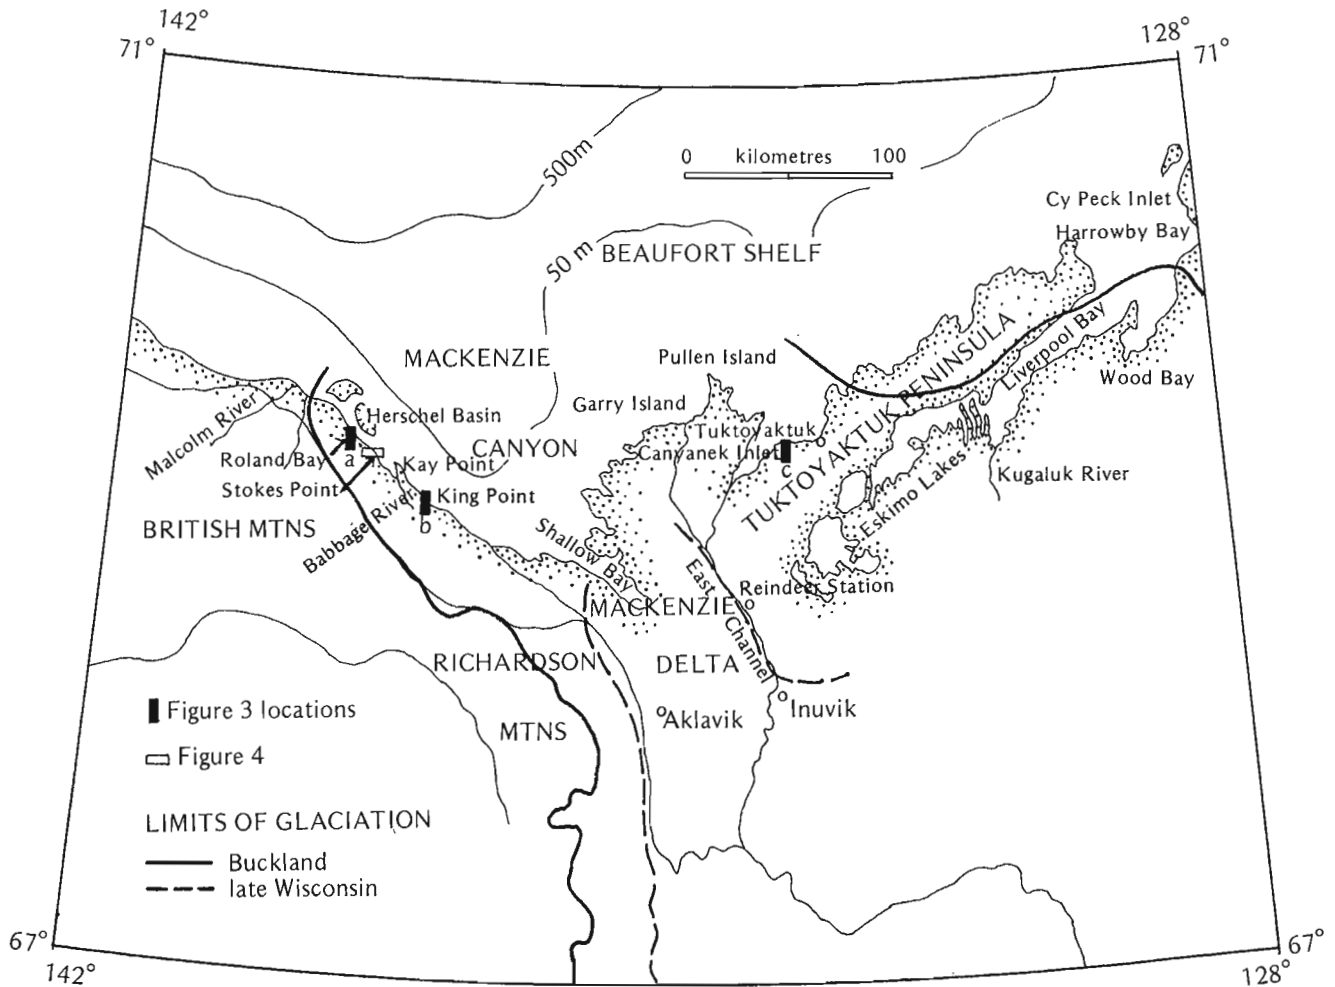 142°
128°
71°
71°
500m
0 kilometres 100
Cy Peck Inlet
Harrowby Bay
50 m
BEAUFORT SHELF
MACKENZIE
Pullen Island
Liverpool Bay
Wood Bay
Garry Island
Malcolm River
Herschel Basin
Tuktoyaktuk
CANYON
Canyanek Inlet
TUKTOYAKTUK PENINSULA
Roland Bay
a
Kay Point
c
Kugaluk River
Stokes Point
King Point
Eskimo Lakes
BRITISH MTNS
b
Babbage River
Shallow Bay
East Channel
Reindeer Station
MACKENZIE
RICHARDSON
DELTA
Figure 3 locations
Aklavik
Inuvik
MTNS
Figure 4
LIMITS OF GLACIATION
Buckland
late Wisconsin
67°
67°
142°
128°